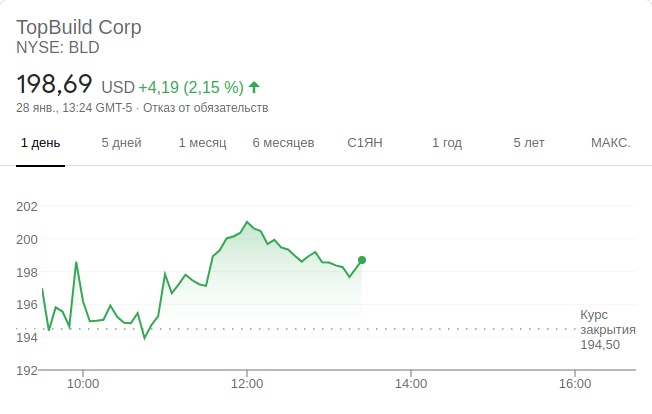 TopBuild Corp
NYSE: BLD
198,69 USD +4,19 (2,15 %)
28 янв., 13:24 GMT-5 · Отказ от обязательств
1 день 5 дней 1 месяц 6 месяцев С1ЯН 1 год 5 лет МАКС.
202
200
198
196
194
192
Курс
закрытия
194,50
10:00 12:00 14:00 16:00